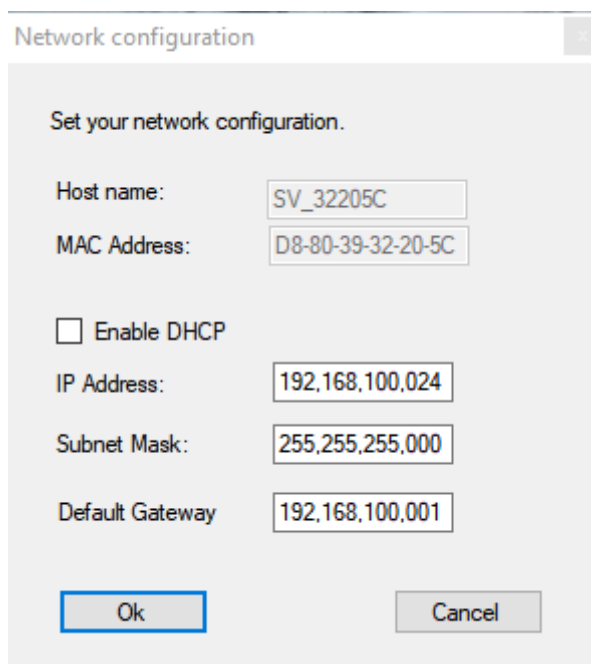 Network configuration
x
Set your network configuration.
Host name:
SV_32205C
MAC Address:
D8-80-39-32-20-5C
Enable DHCP
IP Address:
192,168,100,024
Subnet Mask:
255,255,255,000
Default Gateway
192,168,100,001
Ok
Cancel